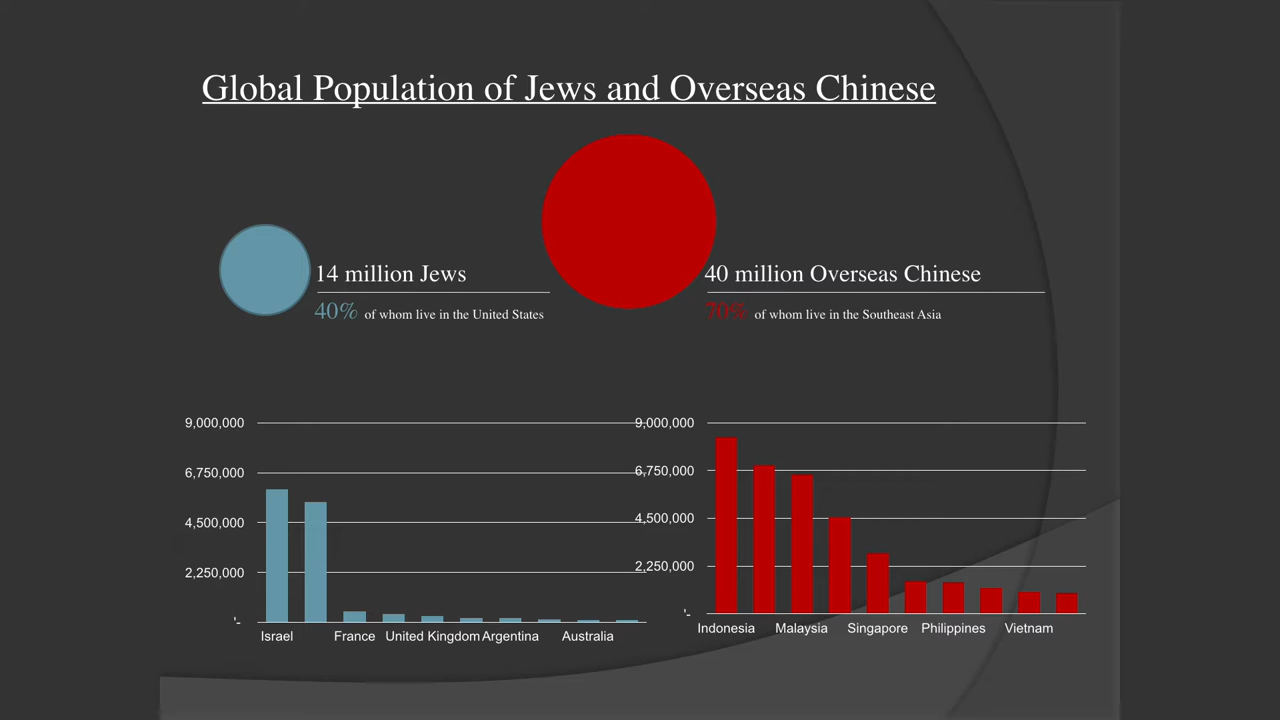 Global Population of Jews and Overseas Chinese
14 million Jews
40% of whom live in the United States
40 million Overseas Chinese
70% of whom live in the Southeast Asia
9,000,000
6,750,000
4,500,000
2,250,000
'-
Israel France United Kingdom Argentina Australia
9,000,000
6,750,000
4,500,000
2,250,000
'-
Indonesia Malaysia Singapore Philippines Vietnam